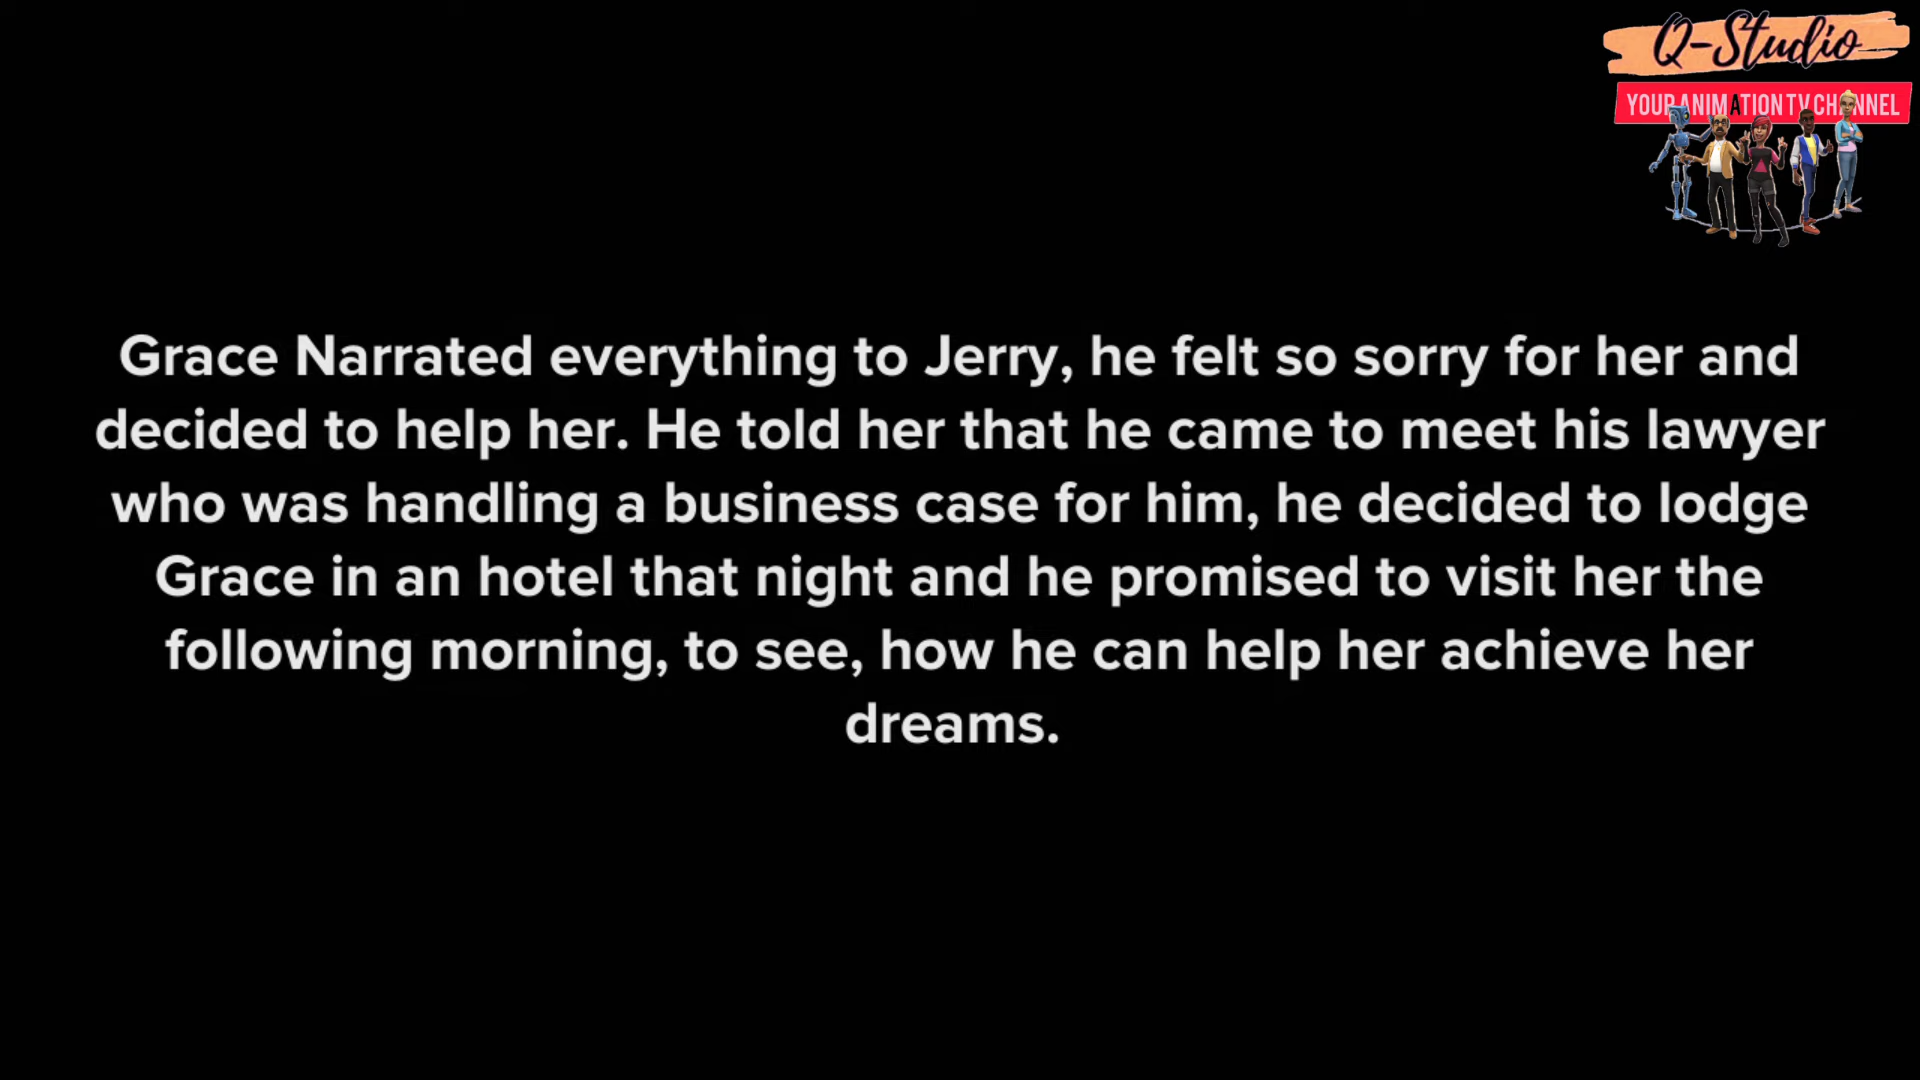 Q-Studio
YOUR ANIMATION TV CHANNEL
Grace Narrated everything to Jerry, he felt so sorry for her and
decided to help her. He told her that he came to meet his lawyer
who was handling a business case for him, he decided to lodge
Grace in an hotel that night and he promised to visit her the
following morning, to see, how he can help her achieve her
dreams.